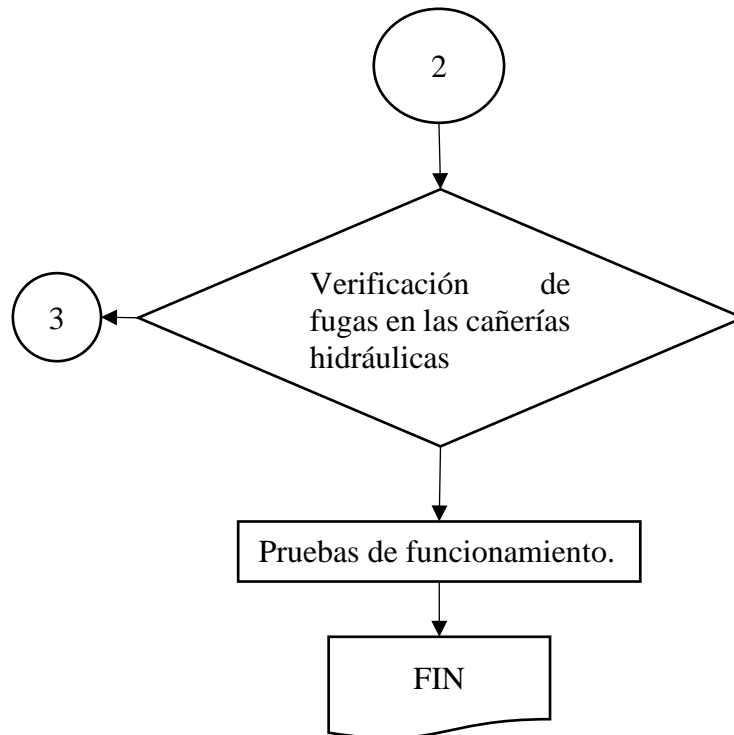 2
Verificación de
fugas en las cañerías
hidráulicas
3
Pruebas de funcionamiento.
FIN